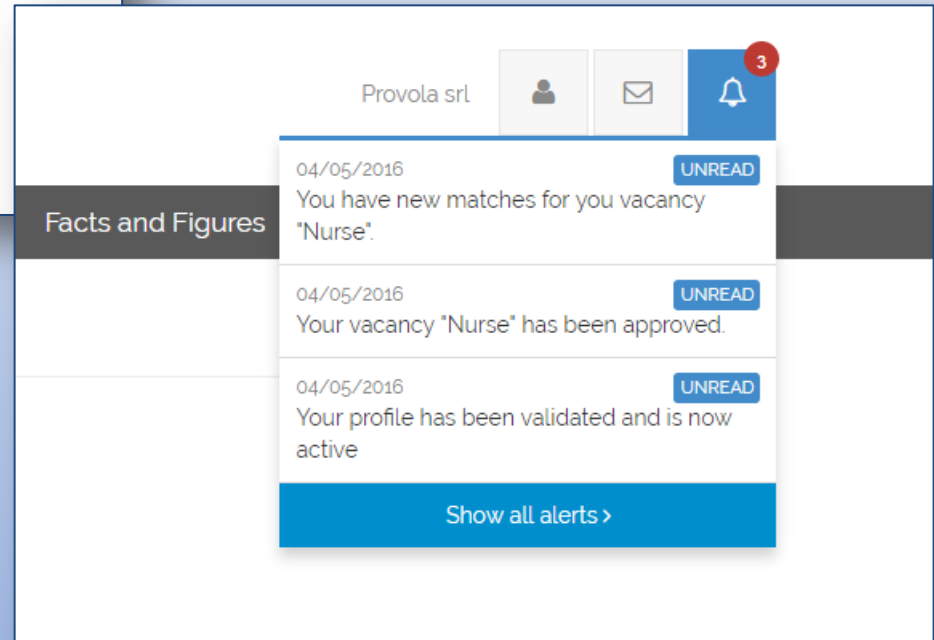 Provola srl
3
04/05/2016 UNREAD
You have new matches for you vacancy
"Nurse".
Facts and Figures
04/05/2016 UNREAD
Your vacancy "Nurse" has been approved.
04/05/2016 UNREAD
Your profile has been validated and is now
active
Show all alerts >